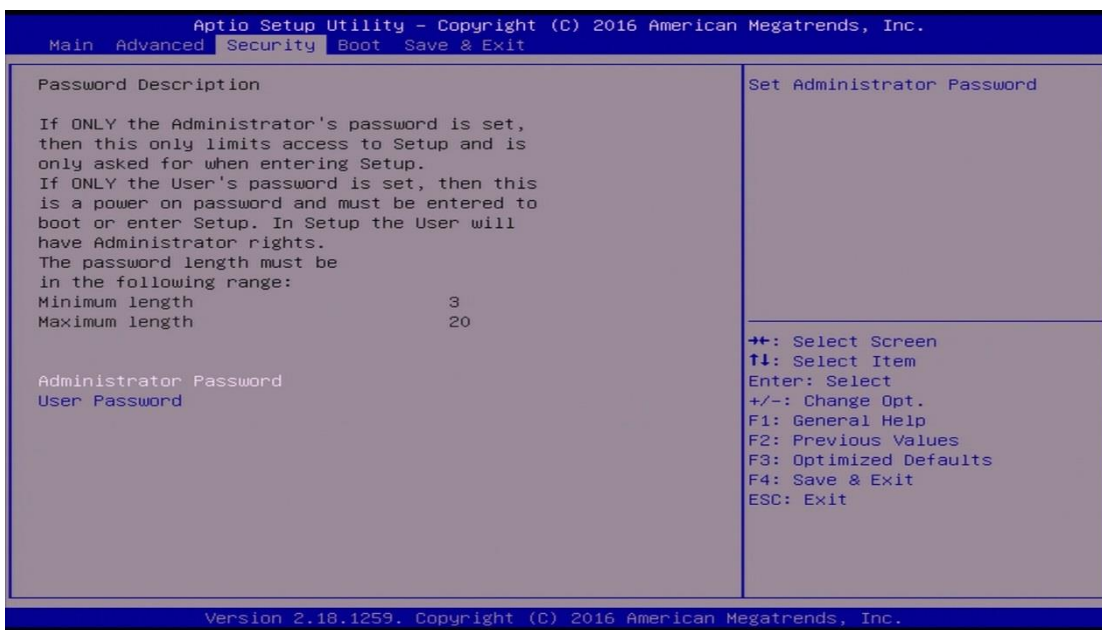 Aptio Setup Utility – Copyright (C) 2016 American Megatrends, Inc.
Main Advanced Security Boot Save & Exit
Password Description
If ONLY the Administrator's password is set,
then this only limits access to Setup and is
only asked for when entering Setup.
If ONLY the User's password is set, then this
is a power on password and must be entered to
boot or enter Setup. In Setup the User will
have Administrator rights.
The password length must be
in the following range:
Minimum length 3
Maximum length 20
Administrator Password
User Password
Set Administrator Password
→←: Select Screen
↑↓: Select Item
Enter: Select
+/-: Change Opt.
F1: General Help
F2: Previous Values
F3: Optimized Defaults
F4: Save & Exit
ESC: Exit
Version 2.18.1259. Copyright (C) 2016 American Megatrends, Inc.